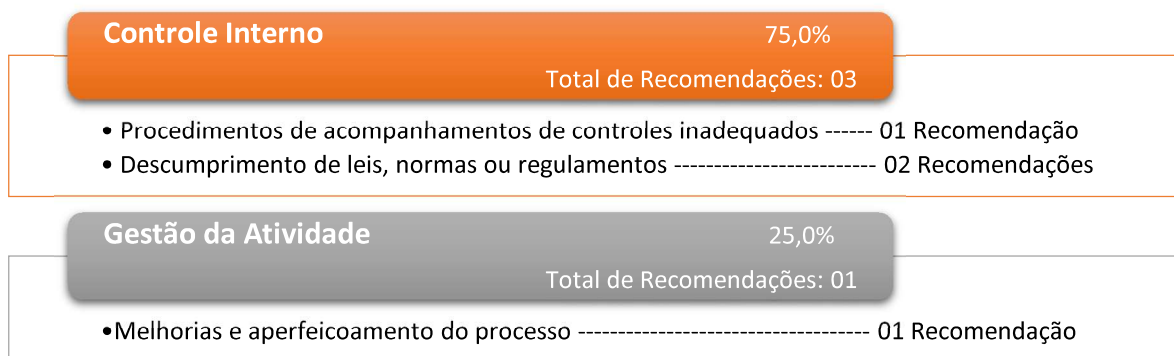 Controle Interno 75,0%
Total de Recomendações: 03
• Procedimentos de acompanhamentos de controles inadequados ------ 01 Recomendação
• Descumprimento de leis, normas ou regulamentos ------------------------- 02 Recomendações
Gestão da Atividade 25,0%
Total de Recomendações: 01
•Melhorias e aperfeicoamento do processo ------------------------------------ 01 Recomendação